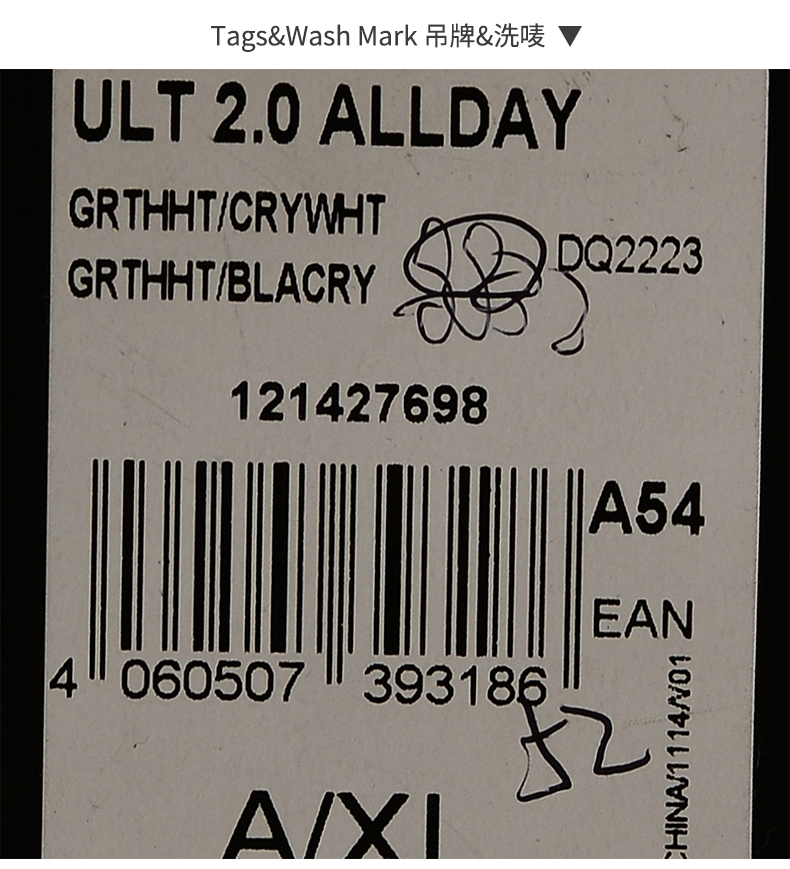 Tags&Wash Mark 吊牌&洗唛 ▼
ULT 2.0 ALLDAY
GRTHHT/CRYWHT
GRTHHT/BLACRY
DQ2223
121427698
A54
EAN
4 060507 393186
52
CHINA/1114/V01
A/XL